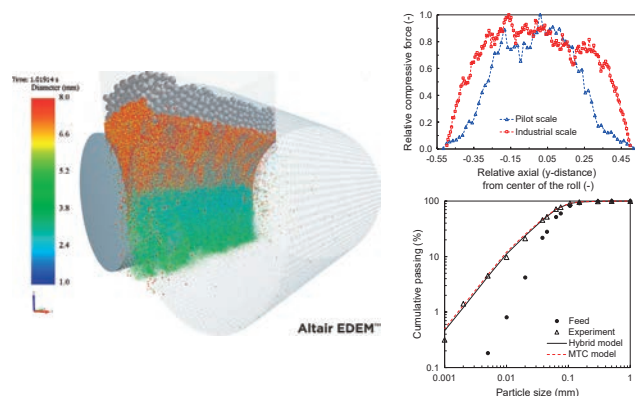 Time: 1.01914 s
Diameter (mm)
8.0
6.6
5.2
3.8
2.4
1.0
Altair EDEM™
Relative compressive force (-)
1.0
0.8
0.6
0.4
0.2
0.0
Pilot scale
Industrial scale
-0.55 -0.35 -0.15 0.05 0.25 0.45
Relative axial (y-distance)
from center of the roll (-)
Cumulative passing (%)
100
10
1
0.1
Feed
Experiment
Hybrid model
MTC model
0.001 0.01 0.1 1
Particle size (mm)